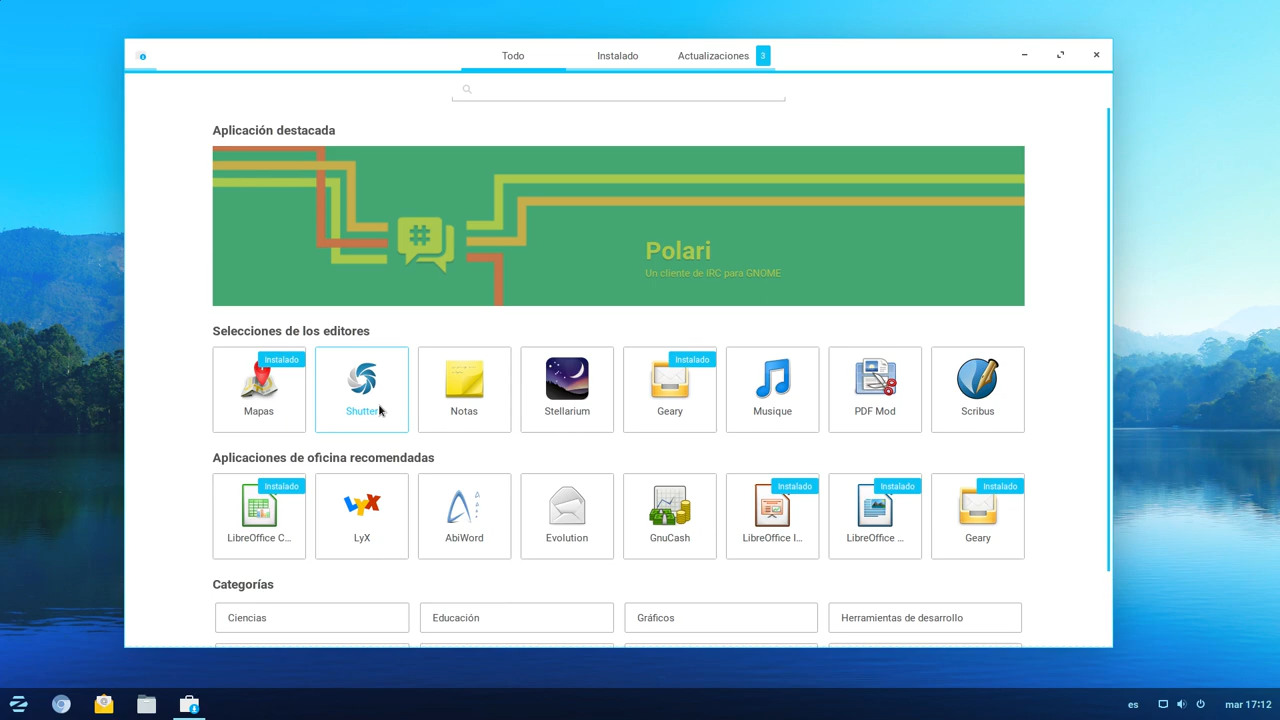 Todo
Instalado
Actualizaciones 3
Aplicación destacada
#
Polari
Un cliente de IRC para GNOME
Selecciones de los editores
Instalado
Mapas
Shutter
Notas
Stellarium
Instalado
Geary
Musique
PDF Mod
Scribus
Aplicaciones de oficina recomendadas
Instalado
LibreOffice C...
LyX
LyX
AbiWord
Evolution
GnuCash
Instalado
LibreOffice I...
Instalado
LibreOffice ...
Instalado
Geary
Categorías
Ciencias
Educación
Gráficos
Herramientas de desarrollo
es
mar 17:12